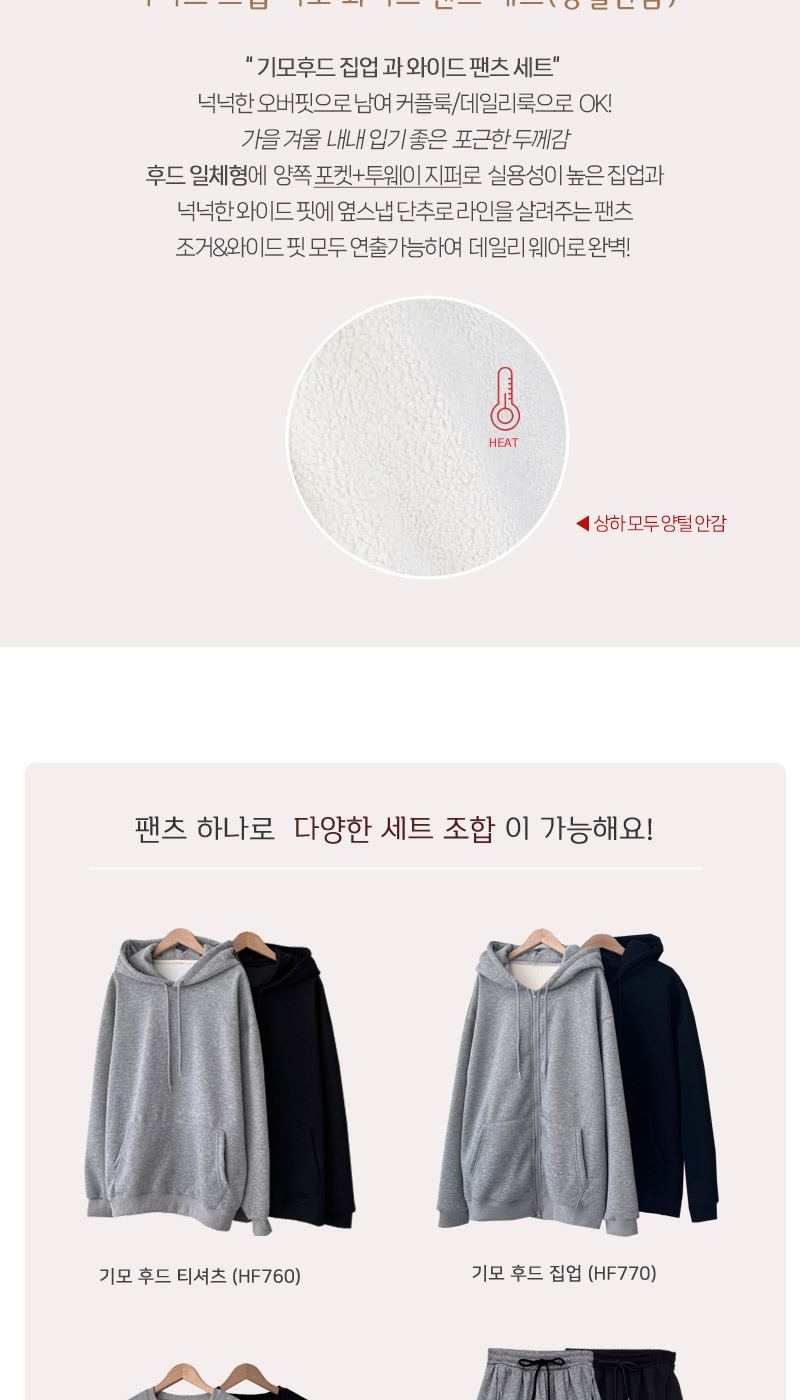 " 기모후드 집업 과 와이드 팬츠 세트"
넉넉한 오버핏으로 남여 커플룩/데일리룩으로 OK!
가을 겨울 내내 입기 좋은 포근한 두께감
후드 일체형에 양쪽 포켓+투웨이 지퍼로 실용성이 높은 집업과
넉넉한 와이드 핏에 옆스냅 단추로 라인을 살려주는 팬츠
조거&와이드 핏 모두 연출가능하여 데일리 웨어로 완벽!
HEAT
◀ 상하 모두 양털 안감
팬츠 하나로 다양한 세트 조합 이 가능해요!
기모 후드 티셔츠 (HF760)
기모 후드 집업 (HF770)